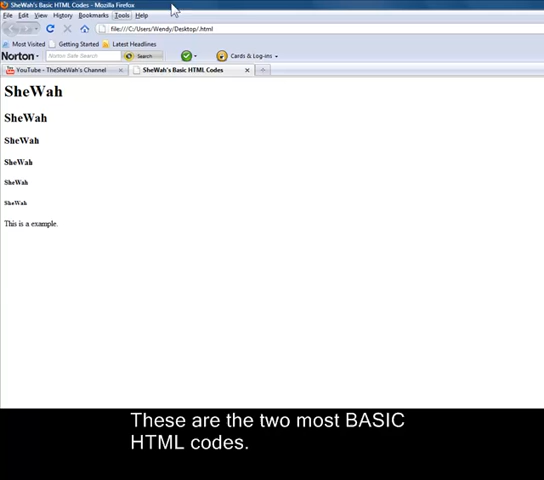 SheWah's Basic HTML Codes - Mozilla Firefox
File Edit View History Bookmarks Tools Help
file:///C:/Users/Wendy/Desktop/.html
Most Visited Getting Started Latest Headlines
Norton Norton Safe Search Search Cards & Log-ins
YouTube - TheSheWah's Channel SheWah's Basic HTML Codes
SheWah
SheWah
SheWah
SheWah
SheWah
SheWah
This is a example.
These are the two most BASIC
HTML codes.